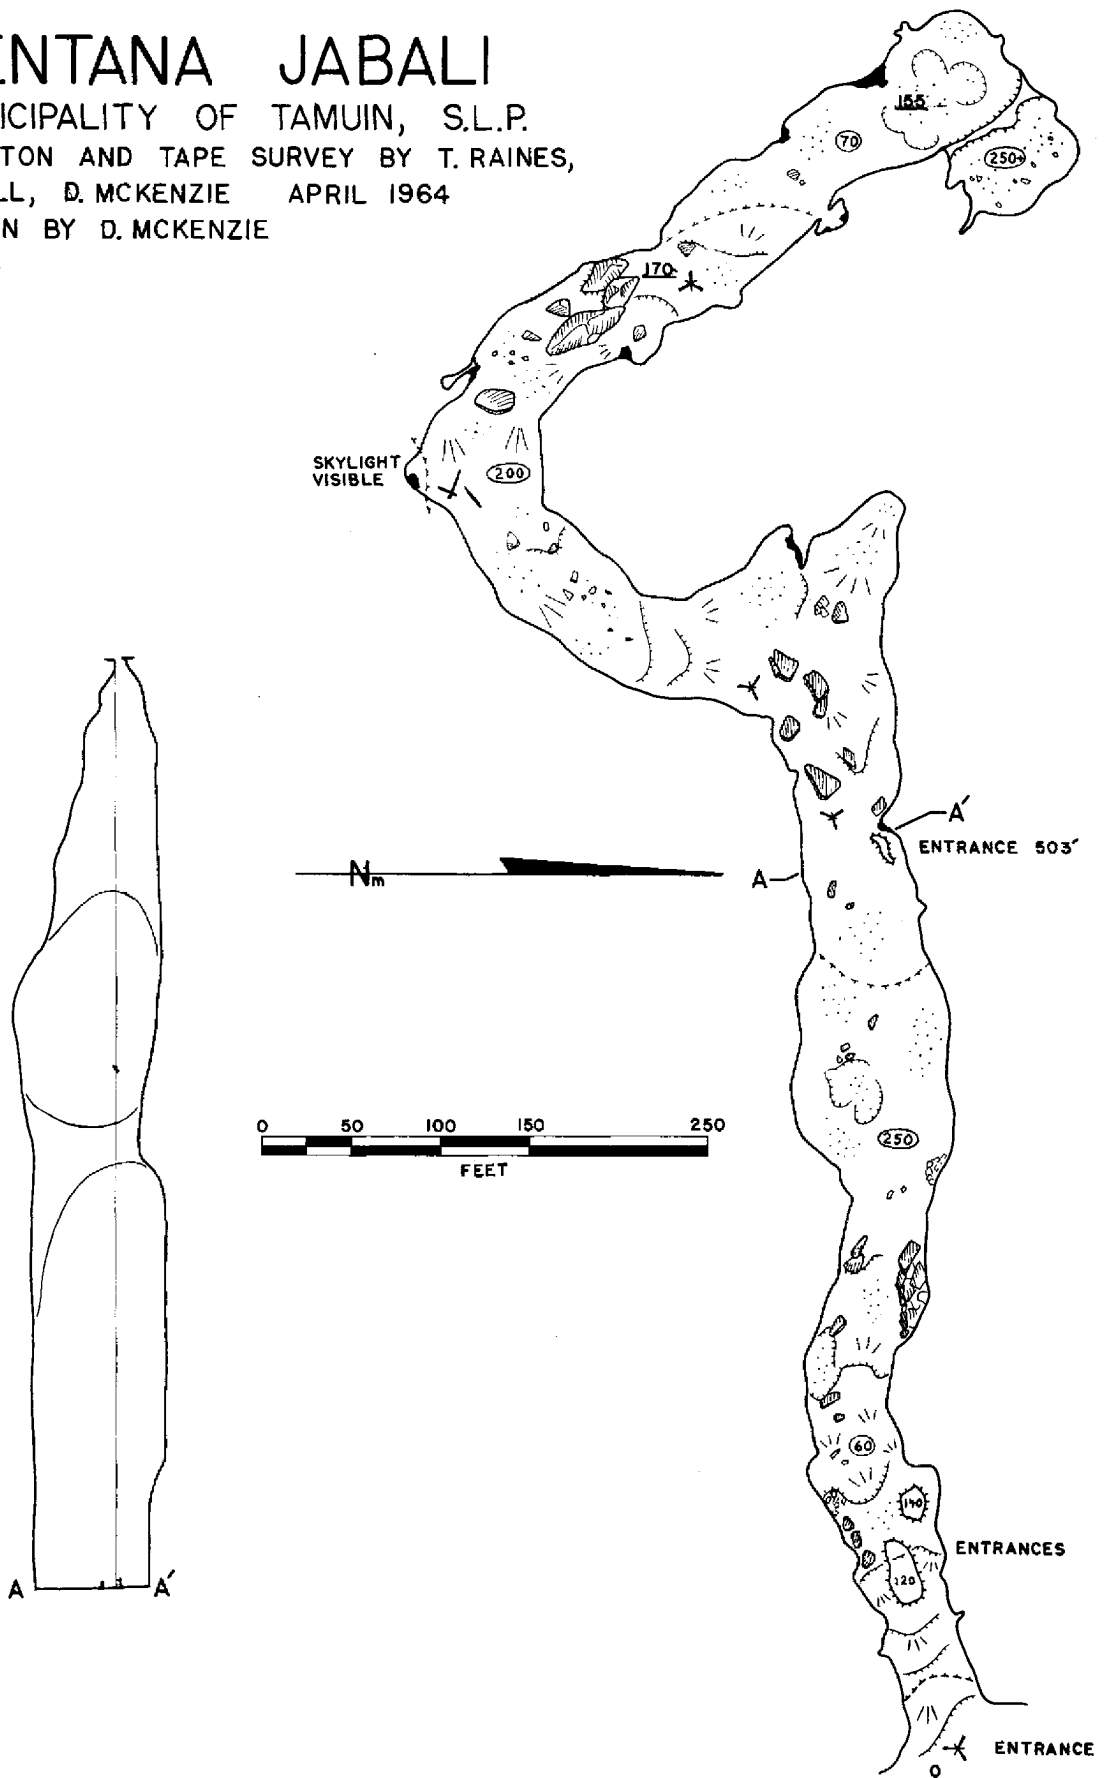 ENTANA JABALI
ICIPALITY OF TAMUIN, S.L.P.
TON AND TAPE SURVEY BY T. RAINES,
LL, D. MCKENZIE APRIL 1964
N BY D. MCKENZIE
155
70
250+
170
SKYLIGHT
VISIBLE
200
A'
ENTRANCE 503'
Nm
A
0 50 100 150 250
FEET
250
60
140
ENTRANCES
120
A A'
ENTRANCE
0